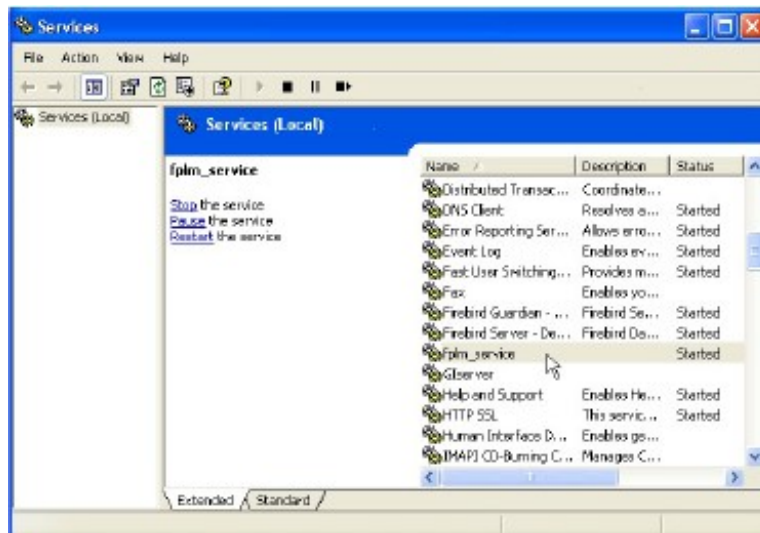 Services
File Action View Help
Services (Local)
Services (Local)
fplm_service
Stop the service
Pause the service
Restart the service
Name Description Status
Distributed Transac... Coordinate...
DNS Client Resolves a... Started
Error Reporting Ser... Allows erro... Started
Event Log Enables ev... Started
Fast User Switching... Provides m... Started
Fax Enables yo...
Firebird Guardian - ... Firebird Se... Started
Firebird Server - De... Firebird Da... Started
fplm_service Started
GIserver
Help and Support Enables He... Started
HTTP SSL This servic... Started
Human Interface D... Enables ge...
IMAPI CD-Burning C... Manages C...
Extended Standard